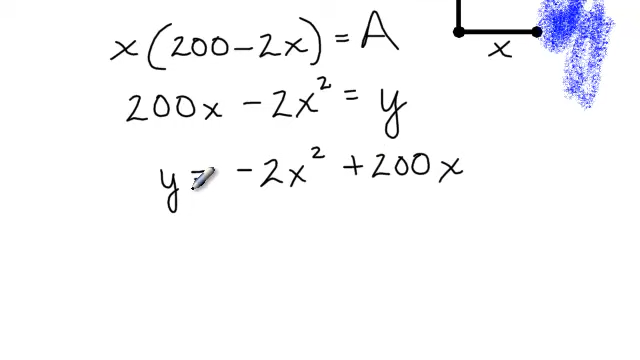 x(200-2x) = A
x
200x - 2x² = y
y = -2x² + 200x